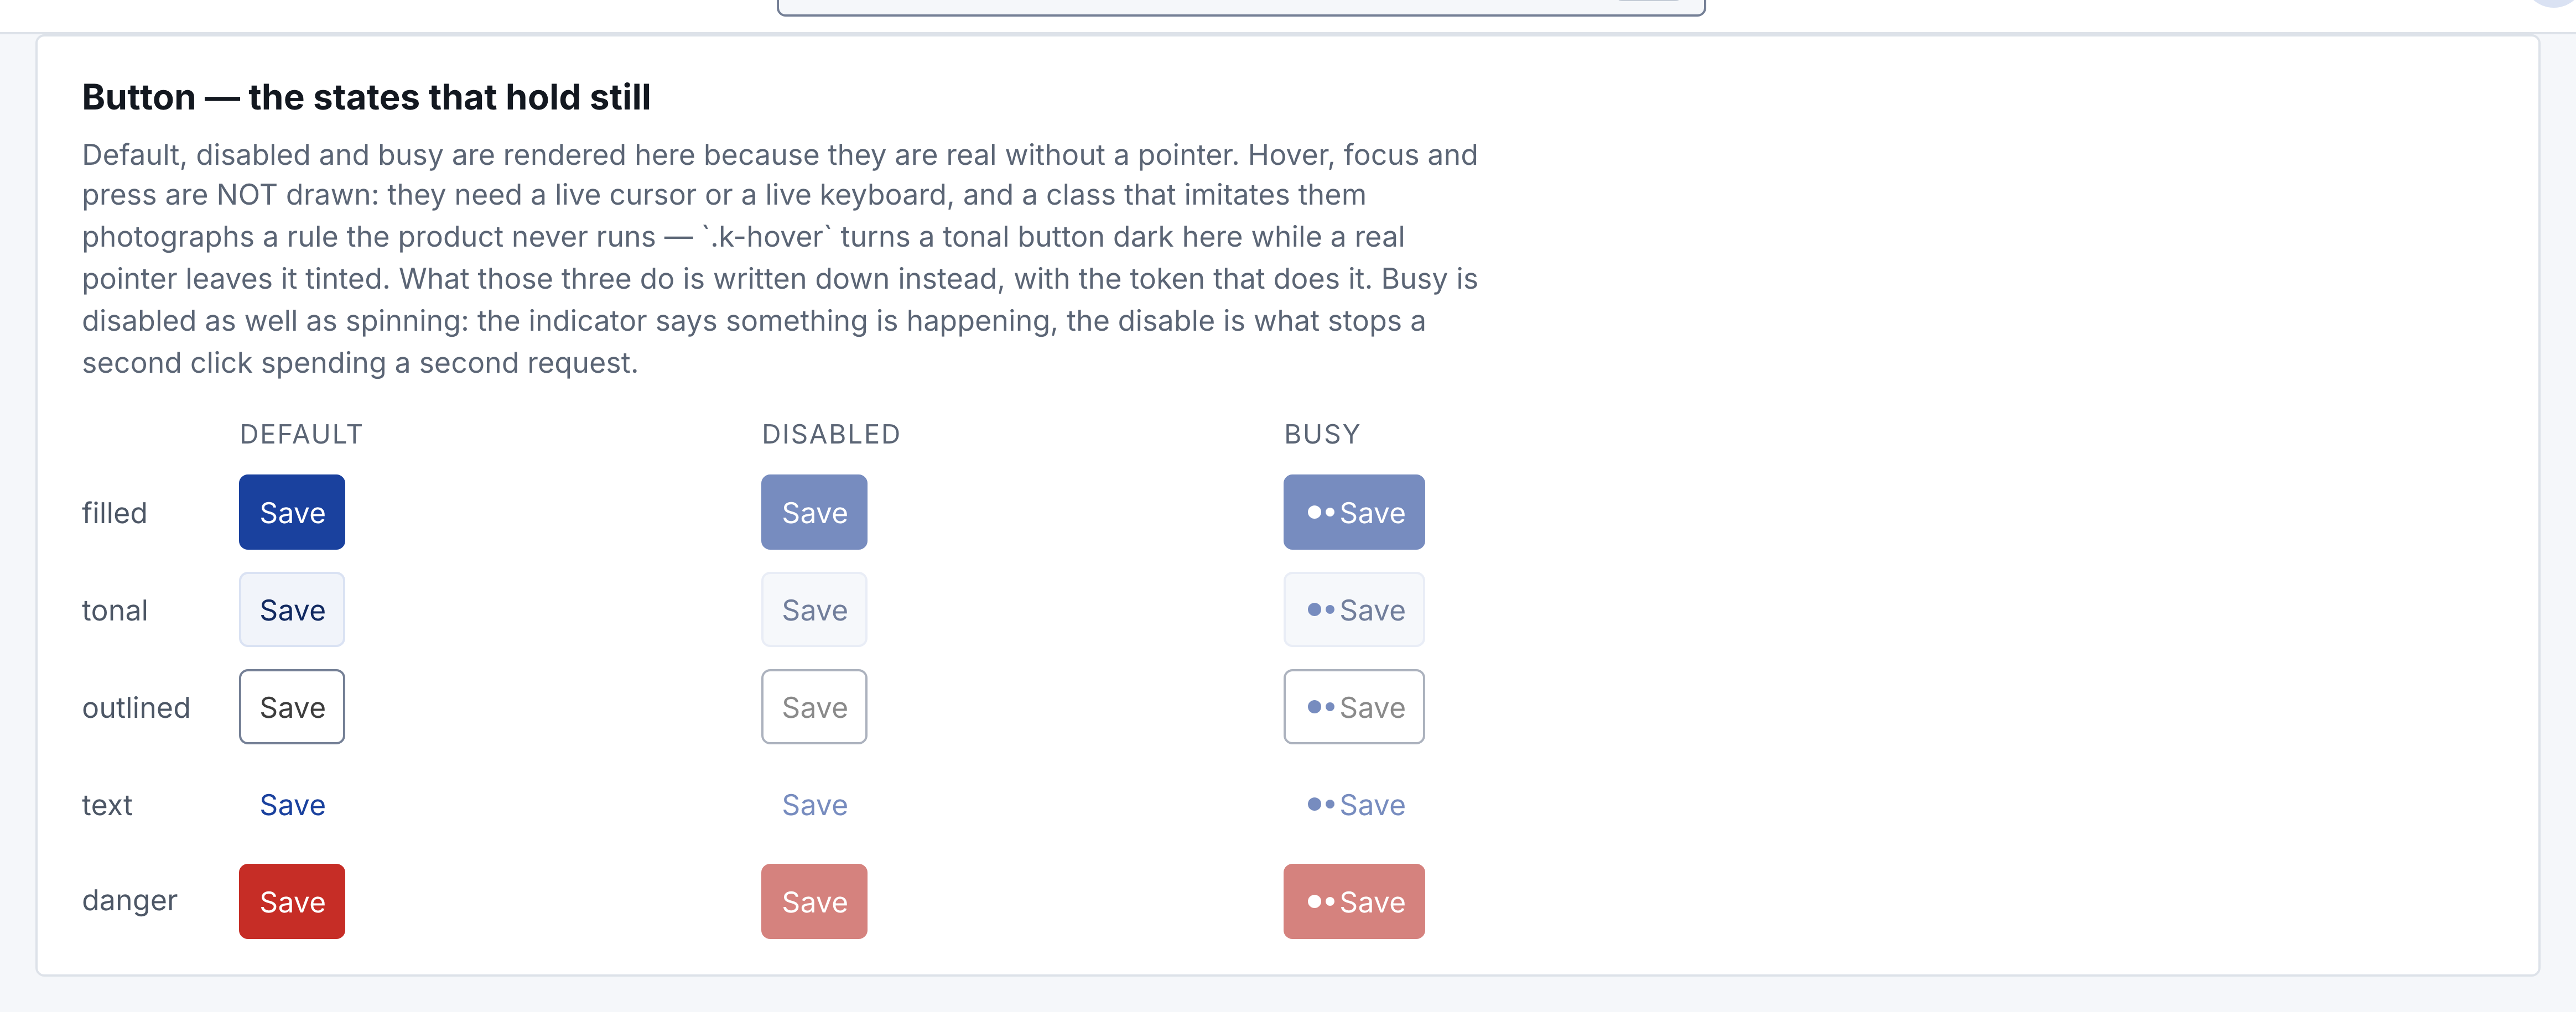 Button — the states that hold still
Default, disabled and busy are rendered here because they are real without a pointer. Hover, focus and
press are NOT drawn: they need a live cursor or a live keyboard, and a class that imitates them
photographs a rule the product never runs — `.k-hover` turns a tonal button dark here while a real
pointer leaves it tinted. What those three do is written down instead, with the token that does it. Busy is
disabled as well as spinning: the indicator says something is happening, the disable is what stops a
second click spending a second request.
DEFAULT DISABLED BUSY
filled Save Save Save
tonal Save Save Save
outlined Save Save Save
text Save Save Save
danger Save Save Save